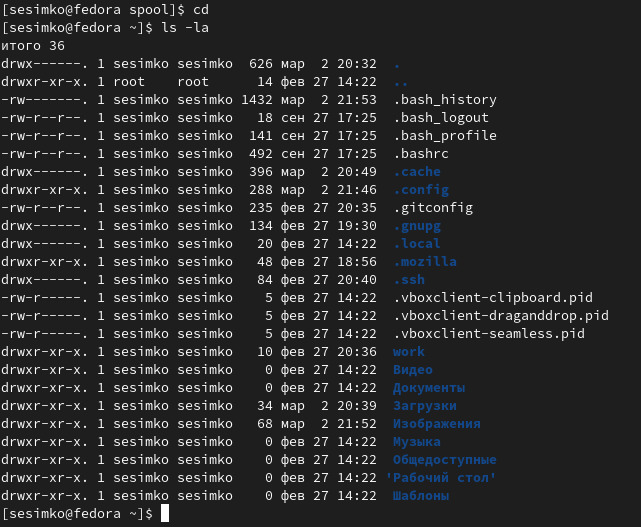 [sesimko@fedora spool]$ cd
[sesimko@fedora ~]$ ls -la
итого 36
drwx------. 1 sesimko sesimko  626 мар  2 20:32  .
drwxr-xr-x. 1 root    root      14 фев 27 14:22  ..
-rw-------. 1 sesimko sesimko 1432 мар  2 21:53  .bash_history
-rw-r--r--. 1 sesimko sesimko   18 сен 27 17:25  .bash_logout
-rw-r--r--. 1 sesimko sesimko  141 сен 27 17:25  .bash_profile
-rw-r--r--. 1 sesimko sesimko  492 сен 27 17:25  .bashrc
drwx------. 1 sesimko sesimko  396 мар  2 20:49  .cache
drwxr-xr-x. 1 sesimko sesimko  288 мар  2 21:46  .config
-rw-r--r--. 1 sesimko sesimko  235 фев 27 20:35  .gitconfig
drwx------. 1 sesimko sesimko  134 фев 27 19:30  .gnupg
drwx------. 1 sesimko sesimko   20 фев 27 14:22  .local
drwxr-xr-x. 1 sesimko sesimko   48 фев 27 18:56  .mozilla
drwx------. 1 sesimko sesimko   84 фев 27 20:40  .ssh
-rw-r-----. 1 sesimko sesimko    5 фев 27 14:22  .vboxclient-clipboard.pid
-rw-r-----. 1 sesimko sesimko    5 фев 27 14:22  .vboxclient-draganddrop.pid
-rw-r-----. 1 sesimko sesimko    5 фев 27 14:22  .vboxclient-seamless.pid
drwxr-xr-x. 1 sesimko sesimko   10 фев 27 20:36  work
drwxr-xr-x. 1 sesimko sesimko    0 фев 27 14:22  Видео
drwxr-xr-x. 1 sesimko sesimko    0 фев 27 14:22  Документы
drwxr-xr-x. 1 sesimko sesimko   34 мар  2 20:39  Загрузки
drwxr-xr-x. 1 sesimko sesimko   68 мар  2 21:52  Изображения
drwxr-xr-x. 1 sesimko sesimko    0 фев 27 14:22  Музыка
drwxr-xr-x. 1 sesimko sesimko    0 фев 27 14:22  Общедоступные
drwxr-xr-x. 1 sesimko sesimko    0 фев 27 14:22 'Рабочий стол'
drwxr-xr-x. 1 sesimko sesimko    0 фев 27 14:22  Шаблоны
[sesimko@fedora ~]$